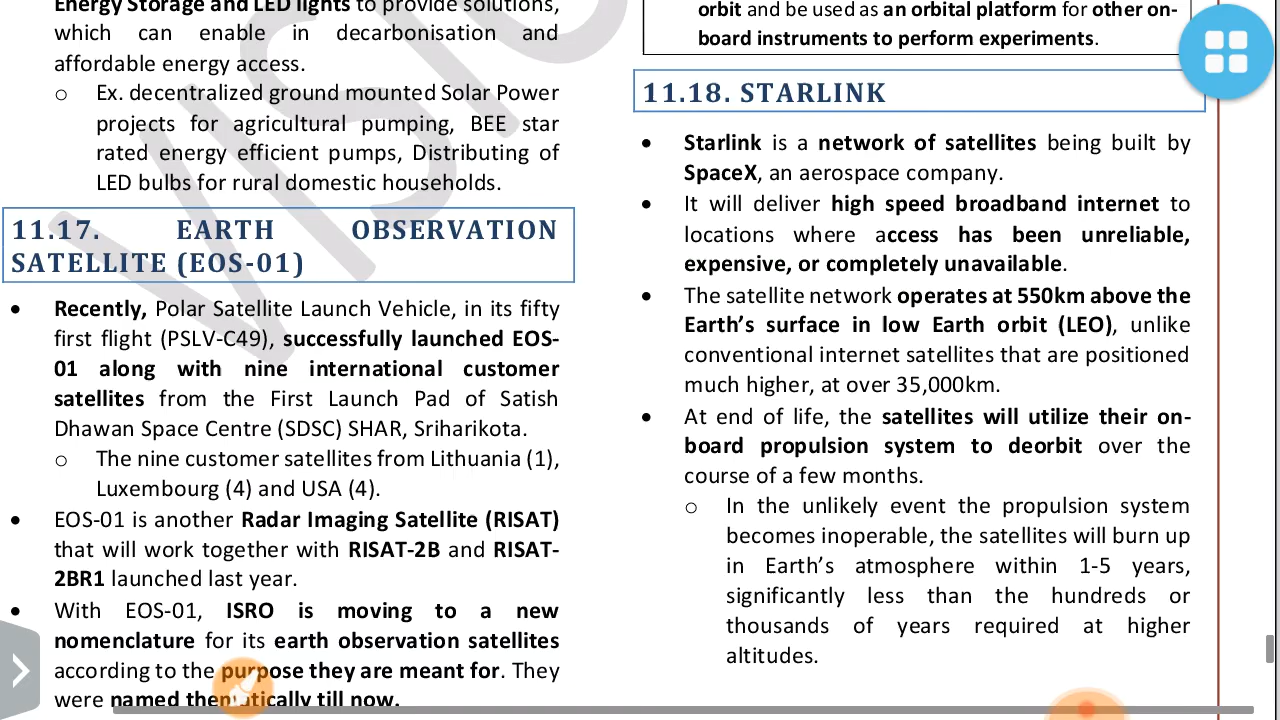 Energy Storage and LED lights to provide solutions,
which can enable in decarbonisation and
affordable energy access.
o Ex. decentralized ground mounted Solar Power
projects for agricultural pumping, BEE star
rated energy efficient pumps, Distributing of
LED bulbs for rural domestic households.
11.17. EARTH OBSERVATION
SATELLITE (EOS-01)
• Recently, Polar Satellite Launch Vehicle, in its fifty
first flight (PSLV-C49), successfully launched EOS-
01 along with nine international customer
satellites from the First Launch Pad of Satish
Dhawan Space Centre (SDSC) SHAR, Sriharikota.
o The nine customer satellites from Lithuania (1),
Luxembourg (4) and USA (4).
• EOS-01 is another Radar Imaging Satellite (RISAT)
that will work together with RISAT-2B and RISAT-
2BR1 launched last year.
• With EOS-01, ISRO is moving to a new
nomenclature for its earth observation satellites
according to the purpose they are meant for. They
were named thematically till now.
orbit and be used as an orbital platform for other on-
board instruments to perform experiments.
11.18. STARLINK
• Starlink is a network of satellites being built by
SpaceX, an aerospace company.
• It will deliver high speed broadband internet to
locations where access has been unreliable,
expensive, or completely unavailable.
• The satellite network operates at 550km above the
Earth's surface in low Earth orbit (LEO), unlike
conventional internet satellites that are positioned
much higher, at over 35,000km.
• At end of life, the satellites will utilize their on-
board propulsion system to deorbit over the
course of a few months.
o In the unlikely event the propulsion system
becomes inoperable, the satellites will burn up
in Earth's atmosphere within 1-5 years,
significantly less than the hundreds or
thousands of years required at higher
altitudes.